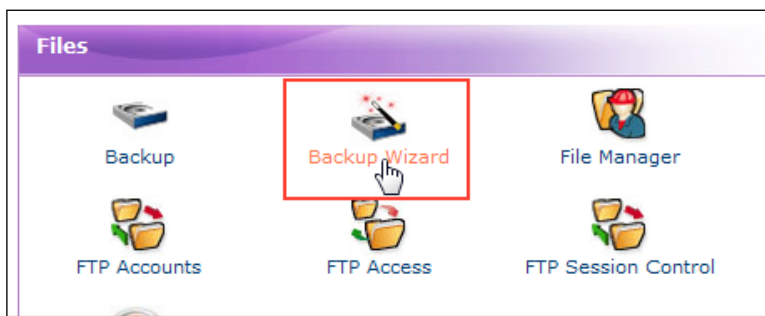 Files
Backup
Backup Wizard
File Manager
FTP Accounts
FTP Access
FTP Session Control